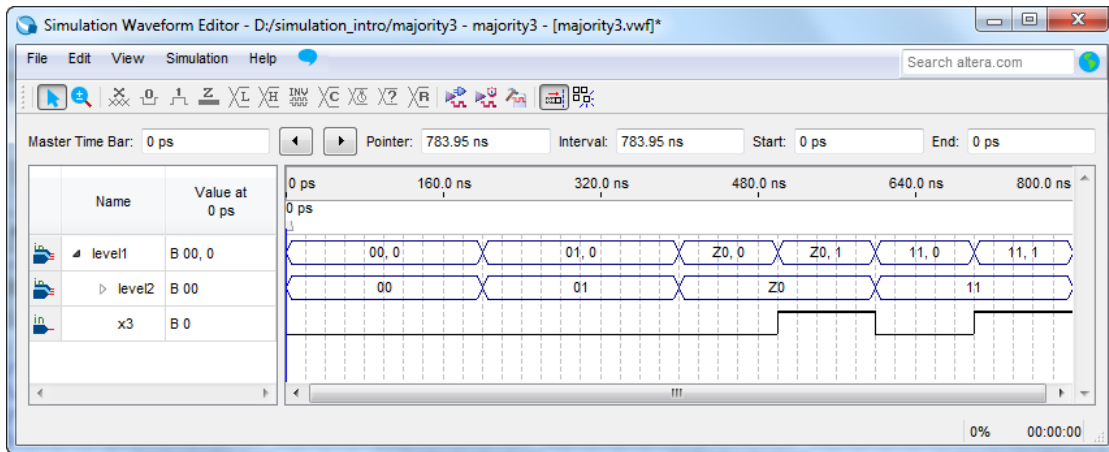 Simulation Waveform Editor - D:/simulation_intro/majority3 - majority3 - [majority3.vwf]*
File Edit View Simulation Help
Search altera.com
Master Time Bar: 0 ps Pointer: 783.95 ns Interval: 783.95 ns Start: 0 ps End: 0 ps
Name Value at 0 ps 0 ps 160.0 ns 320.0 ns 480.0 ns 640.0 ns 800.0 ns
0 ps
in level1 B 00, 0 00, 0 01, 0 Z0, 0 Z0, 1 11, 0 11, 1
in level2 B 00 00 01 Z0 11
in x3 B 0
0% 00:00:00